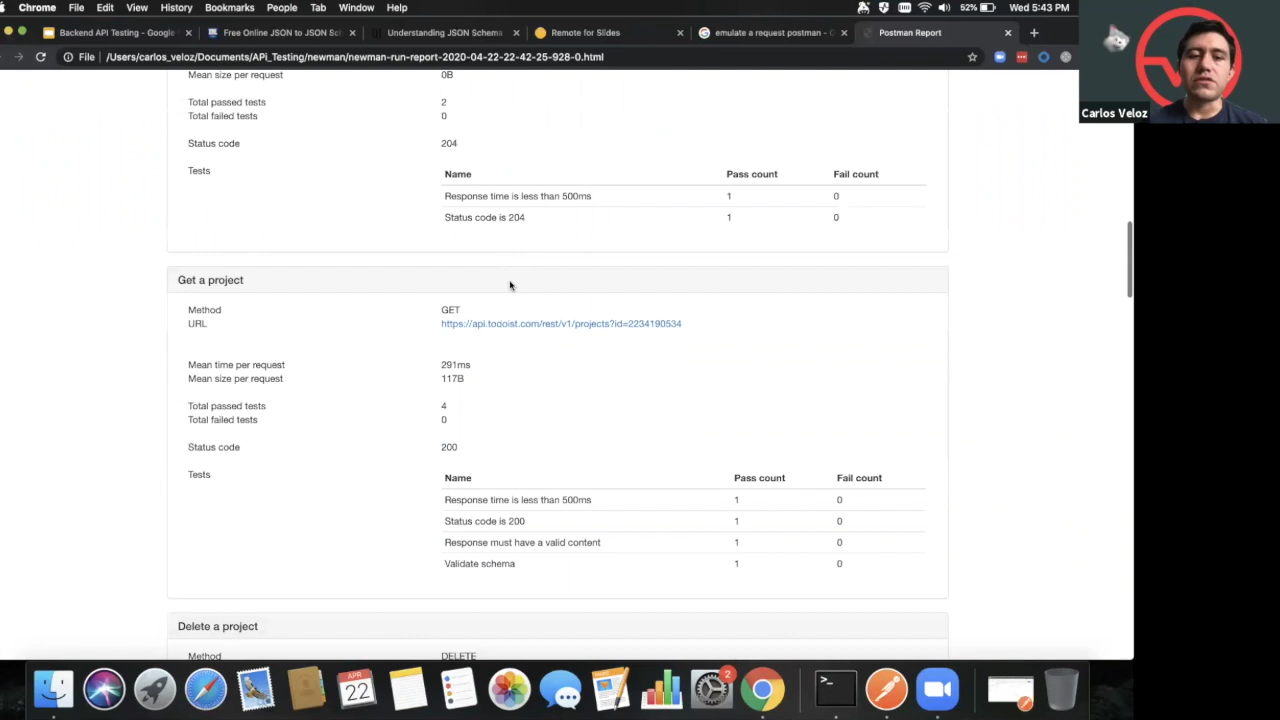 Chrome File Edit View History Bookmarks People Tab Window Help 52% Wed 5:43 PM
Backend API Testing - Google Free Online JSON to JSON Sch Understanding JSON Schema Remote for Slides emulate a request postman - G Postman Report
File /Users/carlos_veloz/Documents/API_Testing/newman/newman-run-report-2020-04-22-22-42-25-928-0.html
Carlos Veloz
Mean size per request 0B
Total passed tests 2
Total failed tests 0
Status code 204
Tests Name Pass count Fail count
Response time is less than 500ms 1 0
Status code is 204 1 0
Get a project
Method GET
URL https://api.todoist.com/rest/v1/projects?id=2234190534
Mean time per request 291ms
Mean size per request 117B
Total passed tests 4
Total failed tests 0
Status code 200
Tests Name Pass count Fail count
Response time is less than 500ms 1 0
Status code is 200 1 0
Response must have a valid content 1 0
Validate schema 1 0
Delete a project
Method DELETE
APR
22
2